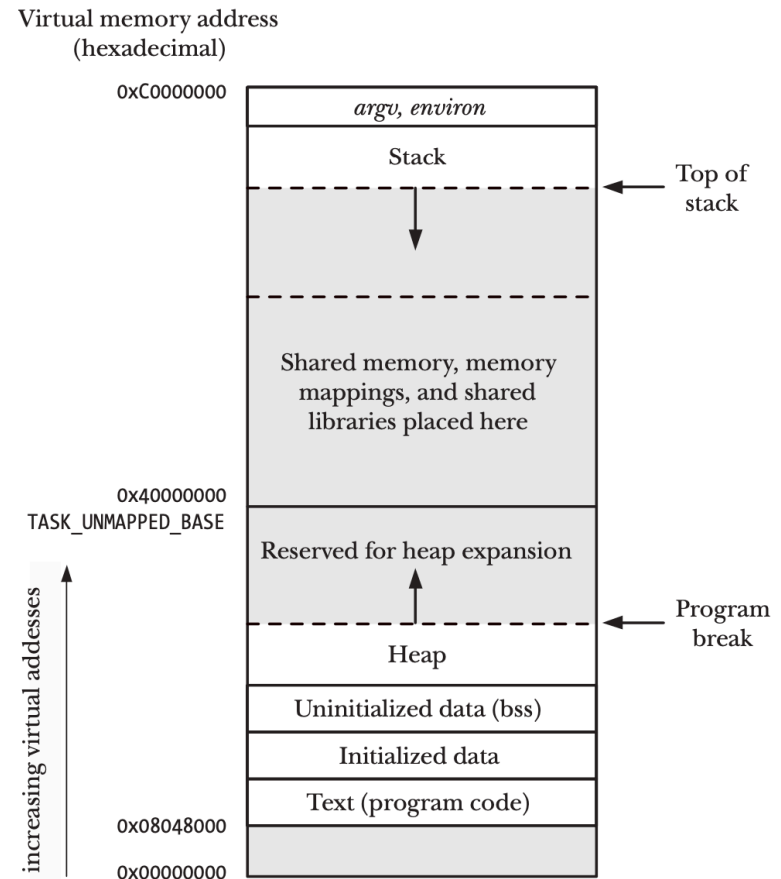 Virtual memory address
(hexadecimal)
0xC0000000
argv, environ
Stack
Top of
stack
Shared memory, memory
mappings, and shared
libraries placed here
0x40000000
TASK_UNMAPPED_BASE
Reserved for heap expansion
Program
break
Heap
Uninitialized data (bss)
Initialized data
Text (program code)
0x08048000
0x00000000
increasing virtual addesses